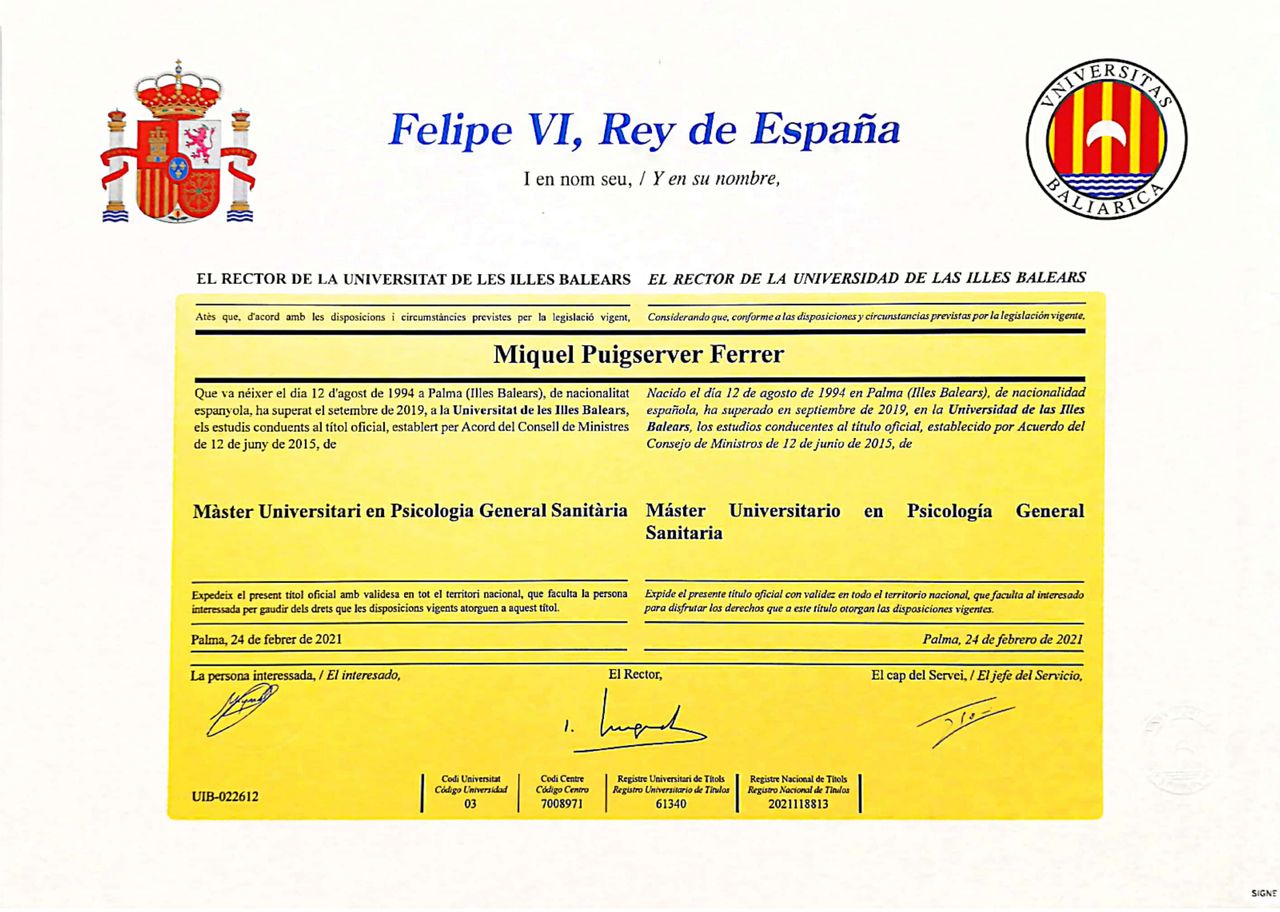 Felipe VI, Rey de España
I en nom seu, / Y en su nombre,
VNIVERSITAS
BALIARICA
EL RECTOR DE LA UNIVERSITAT DE LES ILLES BALEARS
Atès que, d'acord amb les disposicions i circumstàncies previstes per la legislació vigent,
EL RECTOR DE LA UNIVERSIDAD DE LAS ILLES BALEARS
Considerando que, conforme a las disposiciones y circunstancias previstas por la legislación vigente,
Miquel Puigserver Ferrer
Que va néixer el dia 12 d'agost de 1994 a Palma (Illes Balears), de nacionalitat
espanyola, ha superat el setembre de 2019, a la Universitat de les Illes Balears,
els estudis conduents al títol oficial, establert per Acord del Consell de Ministres
de 12 de juny de 2015, de
Nacido el día 12 de agosto de 1994 en Palma (Illes Balears), de nacionalidad
española, ha superado en septiembre de 2019, en la Universidad de las Illes
Balears, los estudios conducentes al título oficial, establecido por Acuerdo del
Consejo de Ministros de 12 de junio de 2015, de
Màster Universitari en Psicologia General Sanitària
Máster Universitario en Psicología General
Sanitaria
Expedeix el present títol oficial amb validesa en tot el territori nacional, que faculta la persona
interessada per gaudir dels drets que les disposicions vigents atorguen a aquest títol.
Expide el presente título oficial con validez en todo el territorio nacional, que faculta al interesado
para disfrutar los derechos que a este título otorgan las disposiciones vigentes.
Palma, 24 de febrer de 2021
Palma, 24 de febrero de 2021
La persona interessada, / El interesado,
El Rector,
El cap del Servei, / El jefe del Servicio,
UIB-022612
Codi Universitat
Código Universidad
03
Codi Centre
Código Centro
7008971
Registre Universitari de Títols
Registro Universitario de Títulos
61340
Registre Nacional de Títols
Registro Nacional de Títulos
2021118813
SIGNE